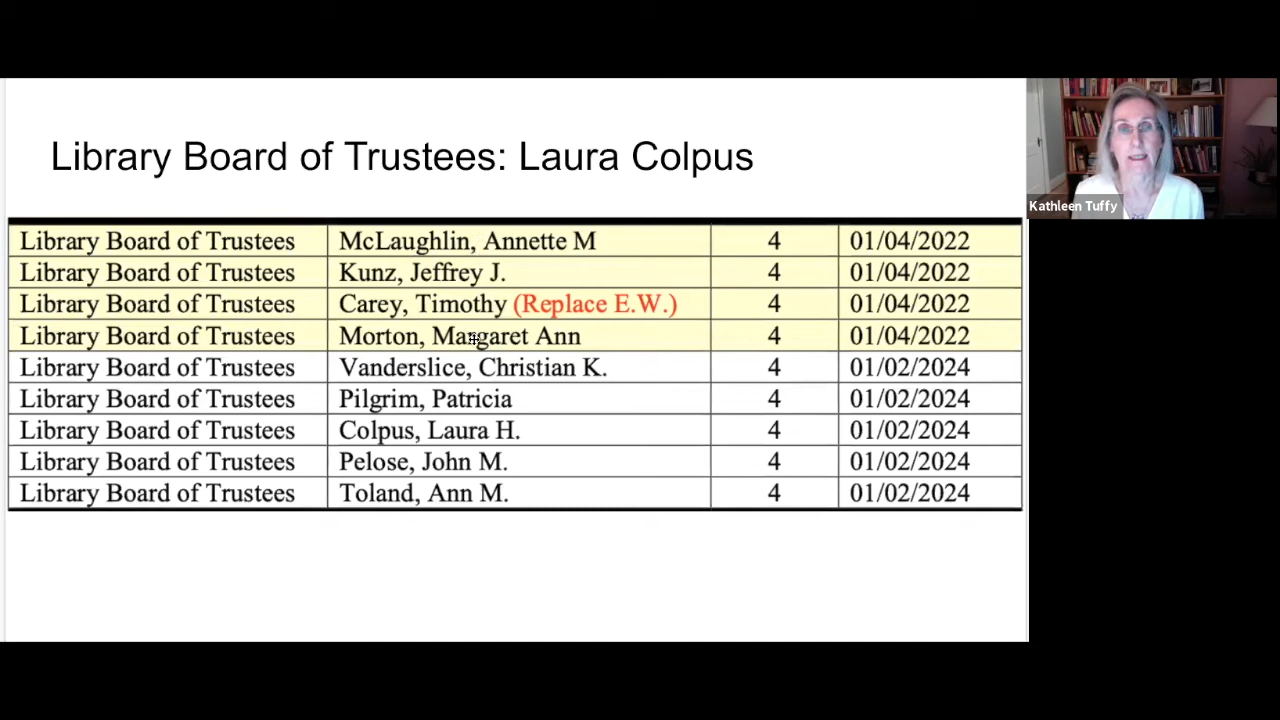 Library Board of Trustees: Laura Colpus
Library Board of Trustees McLaughlin, Annette M 4 01/04/2022
Library Board of Trustees Kunz, Jeffrey J. 4 01/04/2022
Library Board of Trustees Carey, Timothy (Replace E.W.) 4 01/04/2022
Library Board of Trustees Morton, Margaret Ann 4 01/04/2022
Library Board of Trustees Vanderslice, Christian K. 4 01/02/2024
Library Board of Trustees Pilgrim, Patricia 4 01/02/2024
Library Board of Trustees Colpus, Laura H. 4 01/02/2024
Library Board of Trustees Pelose, John M. 4 01/02/2024
Library Board of Trustees Toland, Ann M. 4 01/02/2024
Kathleen Tuffy